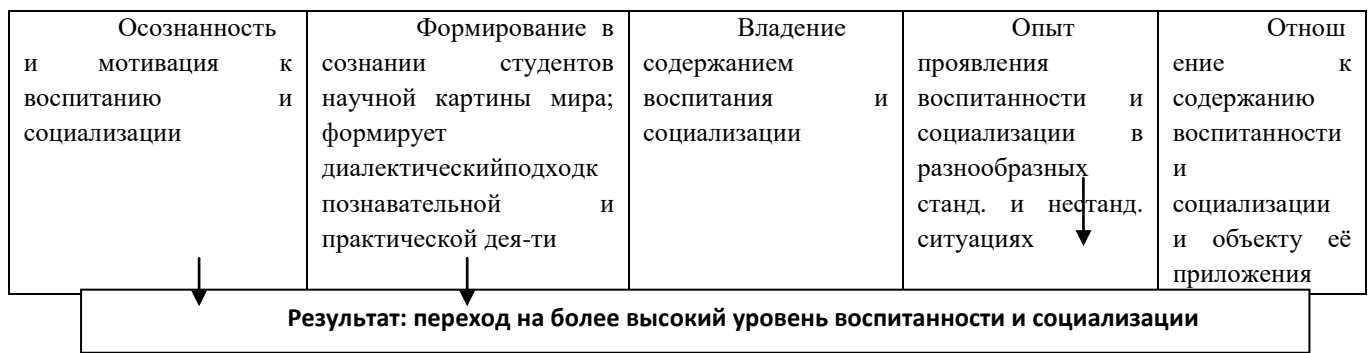 Осознанность
и мотивация к
воспитанию и
социализации
Формирование в
сознании студентов
научной картины мира;
формирует
диалектическийподходк
познавательной и
практической дея-ти
Владение
содержанием
воспитания и
социализации
Опыт
проявления
воспитанности и
социализации в
разнообразных
станд. и нестанд.
ситуациях
Отнош
ение к
содержанию
воспитанности
и
социализации
и объекту её
приложения
Результат: переход на более высокий уровень воспитанности и социализации